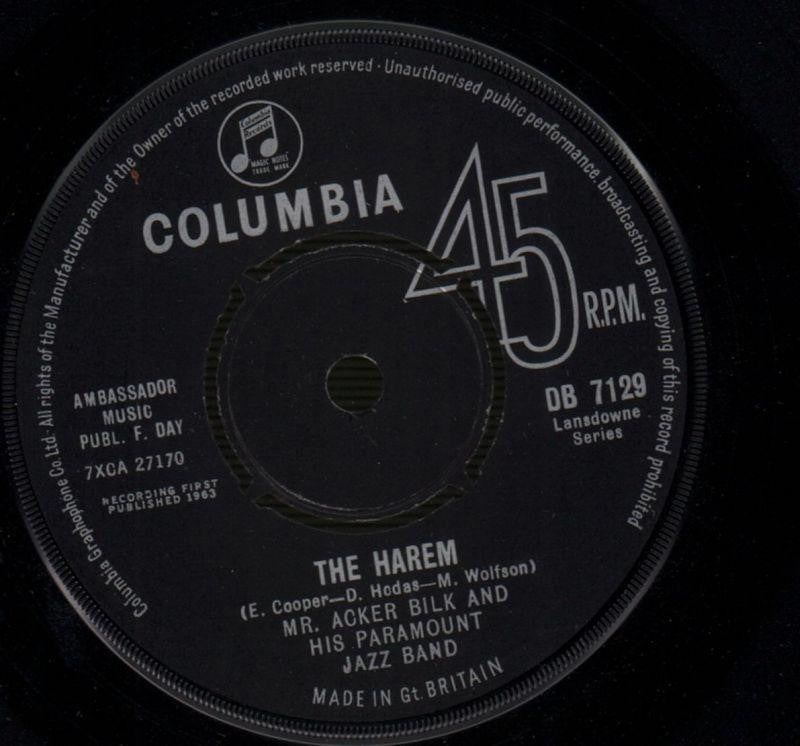 Columbia Graphophone Co Ltd. All rights of the Manufacturer and of the Owner of the recorded work reserved · Unauthorised public performance, broadcasting and copying of this record prohibited
Columbia
Records
MAGIC NOTES
TRADE MARK
COLUMBIA
45
R.P.M.
AMBASSADOR
MUSIC
PUBL. F. DAY
7XCA 27170
RECORDING FIRST
PUBLISHED 1963
DB 7129
Lansdowne
Series
THE HAREM
(E. Cooper—D. Hodas—M. Wolfson)
MR. ACKER BILK AND
HIS PARAMOUNT
JAZZ BAND
MADE IN Gt. BRITAIN